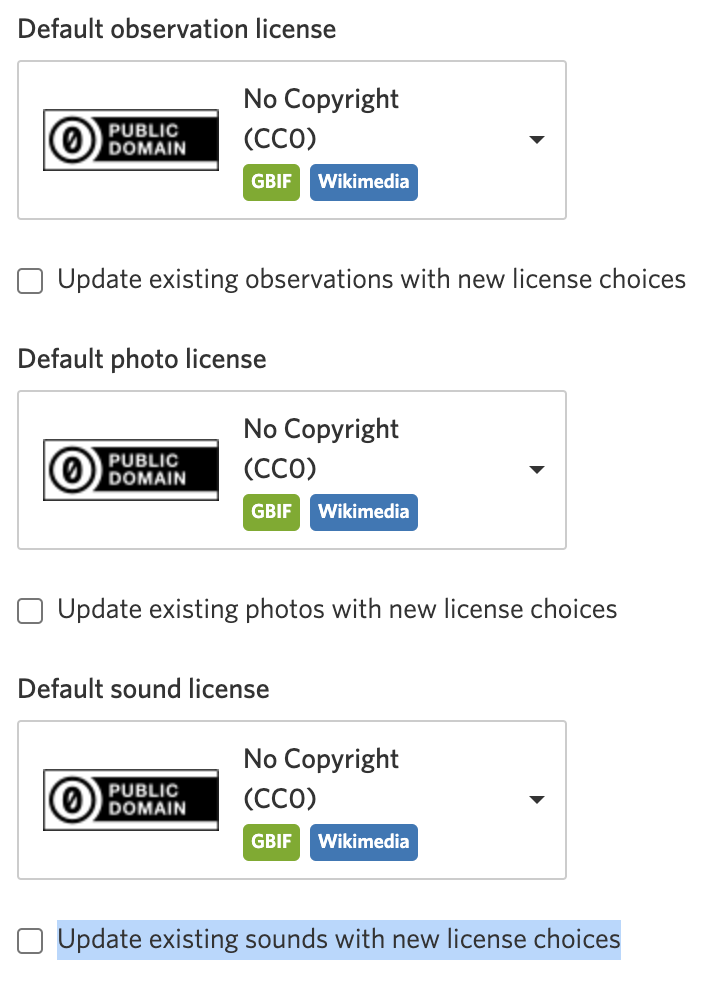 Default observation license
No Copyright
PUBLIC
DOMAIN
(CC0)
GBIF Wikimedia
Update existing observations with new license choices
Default photo license
No Copyright
PUBLIC
DOMAIN
(CC0)
GBIF Wikimedia
Update existing photos with new license choices
Default sound license
No Copyright
PUBLIC
DOMAIN
(CC0)
GBIF Wikimedia
Update existing sounds with new license choices